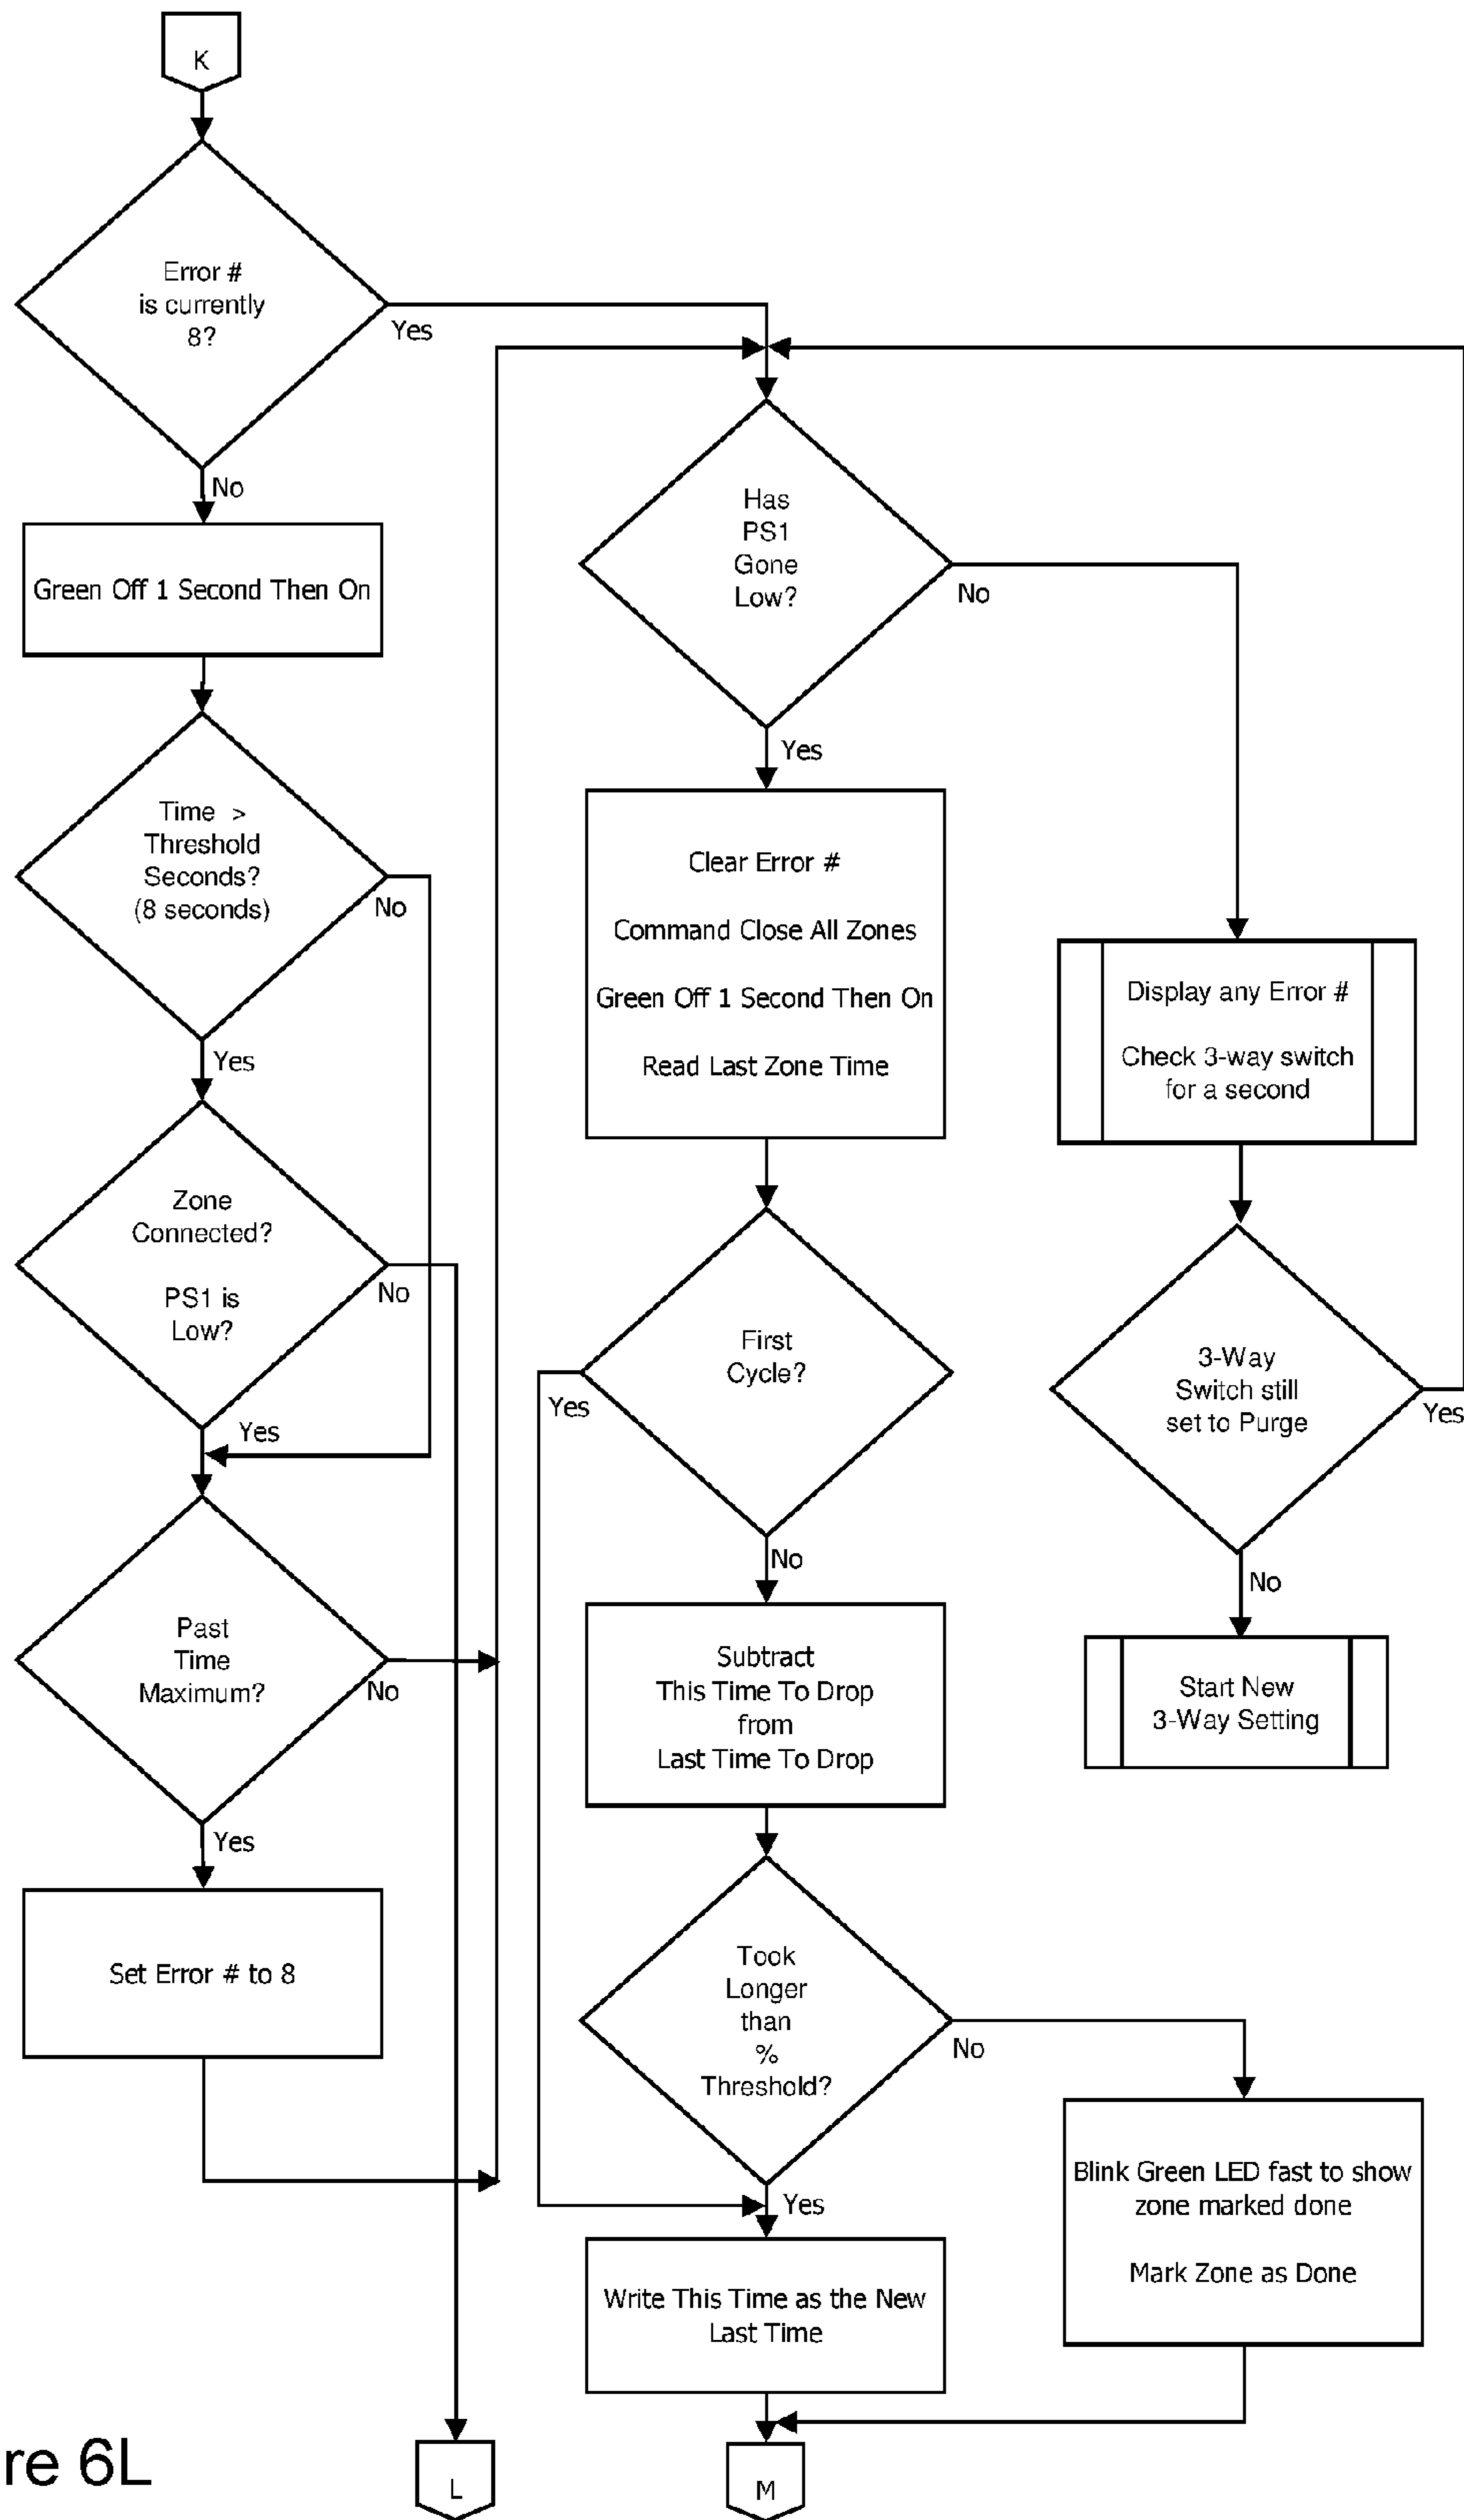 K
Error #
is currently
8?
Yes
No
Green Off 1 Second Then On
Time >
Threshold
Seconds?
(8 seconds)
No
Yes
Zone
Connected?
PS1 is
Low?
No
Yes
Past
Time
Maximum?
No
Yes
Set Error # to 8
L
Has
PS1
Gone
Low?
No
Yes
Clear Error #
Command Close All Zones
Green Off 1 Second Then On
Read Last Zone Time
First
Cycle?
Yes
No
Subtract
This Time To Drop
from
Last Time To Drop
Took
Longer
than
%
Threshold?
No
Yes
Write This Time as the New
Last Time
M
Display any Error #
Check 3-way switch
for a second
3-Way
Switch still
set to Purge
Yes
No
Start New
3-Way Setting
Blink Green LED fast to show
zone marked done
Mark Zone as Done
re 6L